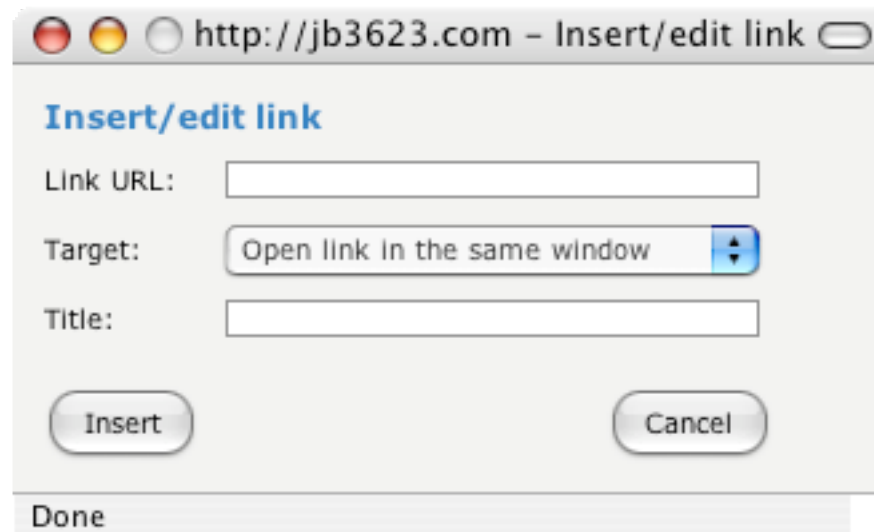 http://jb3623.com – Insert/edit link
Insert/edit link
Link URL:
Target: Open link in the same window
Title:
Insert Cancel
Done